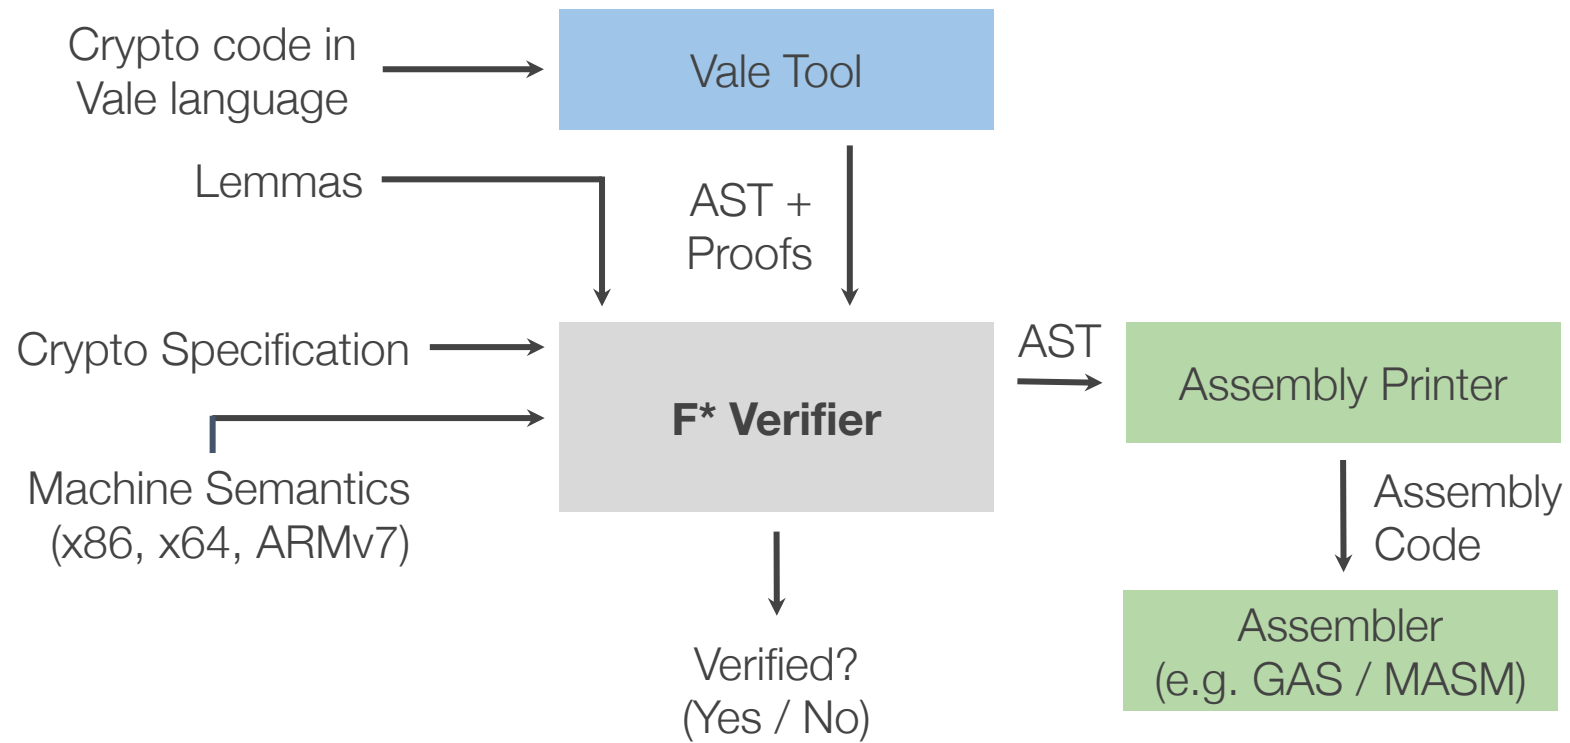 Crypto code in
Vale language
Vale Tool
Lemmas
AST +
Proofs
Crypto Specification
F* Verifier
AST
Assembly Printer
Machine Semantics
(x86, x64, ARMv7)
Assembly
Code
Verified?
(Yes / No)
Assembler
(e.g. GAS / MASM)